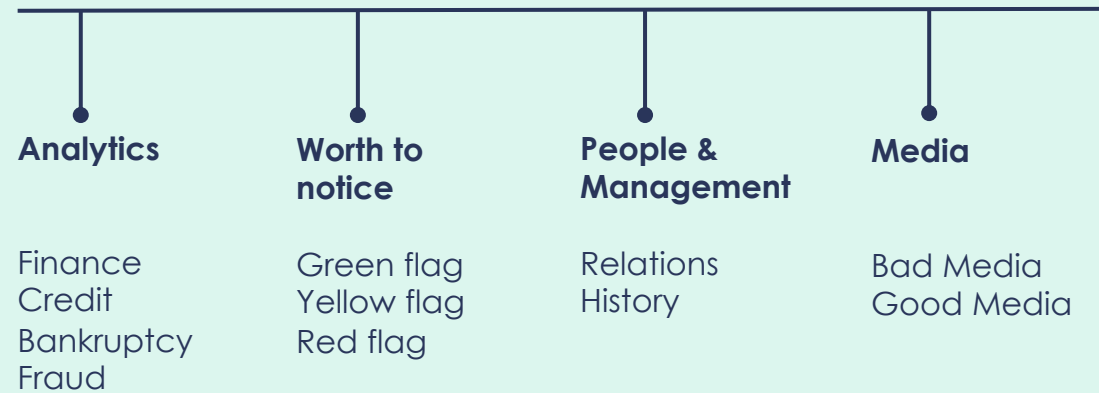 Analytics
Finance
Credit
Bankruptcy
Fraud
Worth to
notice
Green flag
Yellow flag
Red flag
People &
Management
Relations
History
Media
Bad Media
Good Media